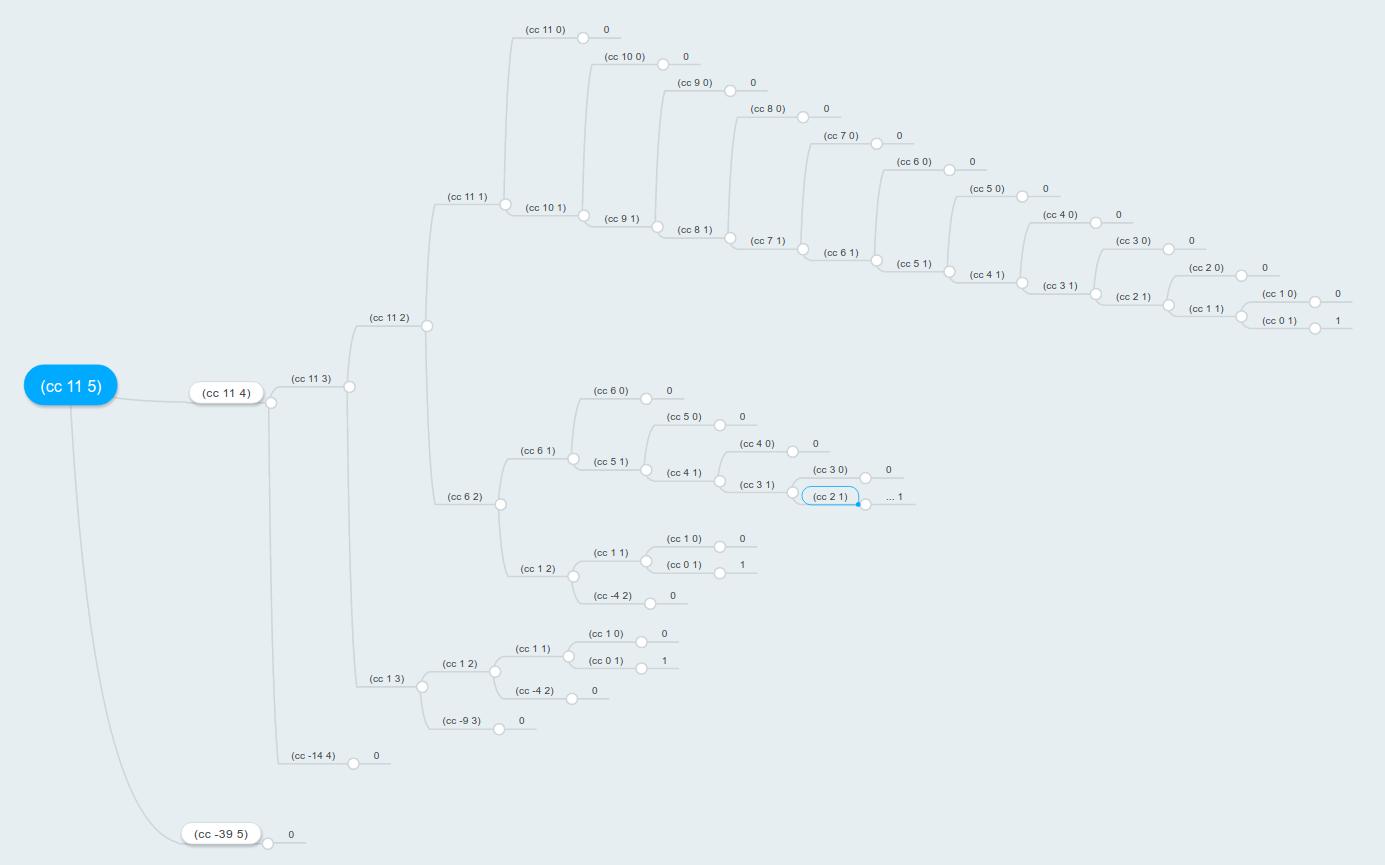 (cc 11 0) 0
(cc 10 0) 0
(cc 9 0) 0
(cc 8 0) 0
(cc 7 0) 0
(cc 6 0) 0
(cc 5 0) 0
(cc 11 1)
(cc 10 1)
(cc 4 0) 0
(cc 9 1)
(cc 8 1)
(cc 7 1)
(cc 3 0) 0
(cc 6 1)
(cc 5 1)
(cc 2 0) 0
(cc 4 1)
(cc 3 1)
(cc 1 0) 0
(cc 2 1)
(cc 1 1)
(cc 11 2)
(cc 0 1) 1
(cc 11 3)
(cc 11 5)
(cc 11 4)
(cc 6 0) 0
(cc 5 0) 0
(cc 4 0) 0
(cc 6 1)
(cc 5 1)
(cc 3 0) 0
(cc 4 1)
(cc 3 1)
(cc 6 2)
(cc 2 1) ... 1
(cc 1 0) 0
(cc 1 1)
(cc 0 1) 1
(cc 1 2)
(cc -4 2) 0
(cc 1 0) 0
(cc 1 1)
(cc 0 1) 1
(cc 1 2)
(cc 1 3)
(cc -4 2) 0
(cc -9 3) 0
(cc -14 4) 0
(cc -39 5) 0